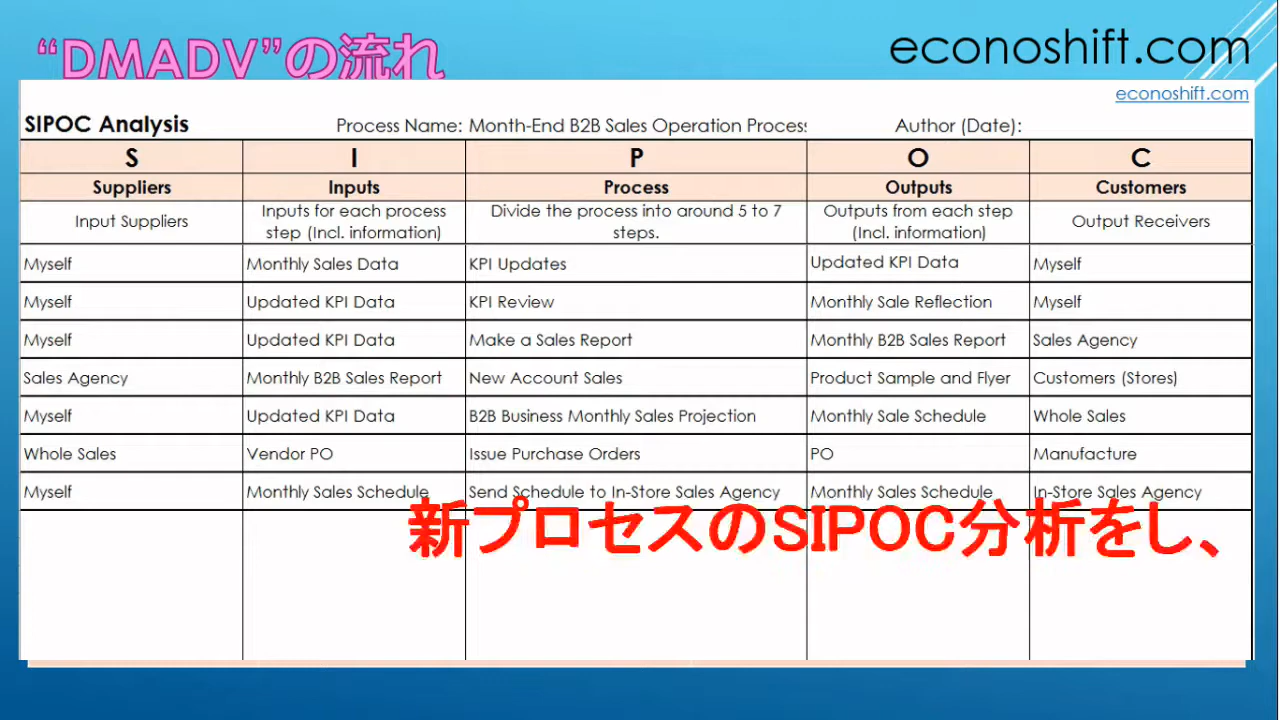 “DMADV”の流れ
econoshift.com
econoshift.com
SIPOC Analysis Process Name: Month-End B2B Sales Operation Process Author (Date):
S I P O C
Suppliers Inputs Process Outputs Customers
Input Suppliers Inputs for each process step (Incl. information) Divide the process into around 5 to 7 steps. Outputs from each step (Incl. information) Output Receivers
Myself Monthly Sales Data KPI Updates Updated KPI Data Myself
Myself Updated KPI Data KPI Review Monthly Sale Reflection Myself
Myself Updated KPI Data Make a Sales Report Monthly B2B Sales Report Sales Agency
Sales Agency Monthly B2B Sales Report New Account Sales Product Sample and Flyer Customers (Stores)
Myself Updated KPI Data B2B Business Monthly Sales Projection Monthly Sale Schedule Whole Sales
Whole Sales Vendor PO Issue Purchase Orders PO Manufacture
Myself Monthly Sales Schedule Send Schedule to In-Store Sales Agency Monthly Sales Schedule In-Store Sales Agency
新プロセスのSIPOC分析をし、